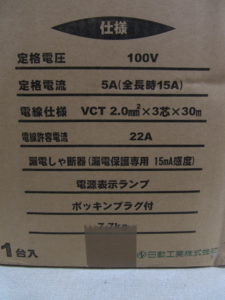 仕様
定格電圧 100V
定格電流 5A(全長時15A)
電線仕様 VCT 2.0mm²×3芯×30m
電線許容電流 22A
漏電しゃ断器(漏電保護専用 15mA感度)
電源表示ランプ
ポッキンプラグ付
1台入
日動工業株式会社